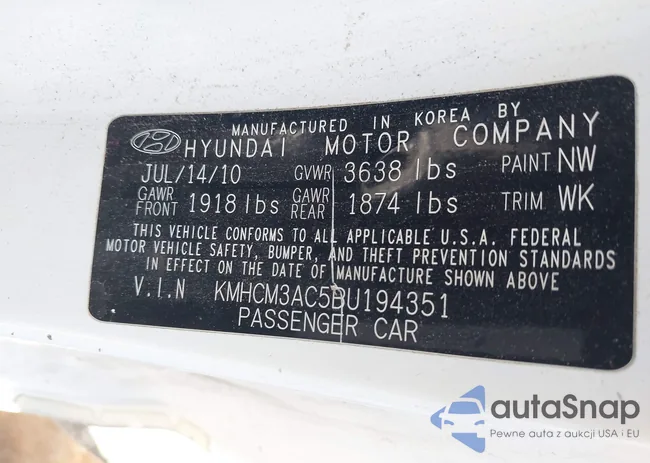 MANUFACTURED IN KOREA BY
HYUNDAI MOTOR COMPANY
JUL/14/10 GVWR 3638 lbs PAINT NW
GAWR FRONT 1918 lbs GAWR REAR 1874 lbs TRIM WK
THIS VEHICLE CONFORMS TO ALL APPLICABLE U.S.A. FEDERAL
MOTOR VEHICLE SAFETY, BUMPER, AND THEFT PREVENTION STANDARDS
IN EFFECT ON THE DATE OF MANUFACTURE SHOWN ABOVE
V.I.N KMHCM3AC5BU194351
PASSENGER CAR
autaSnap
Pewne auta z aukcji USA i EU